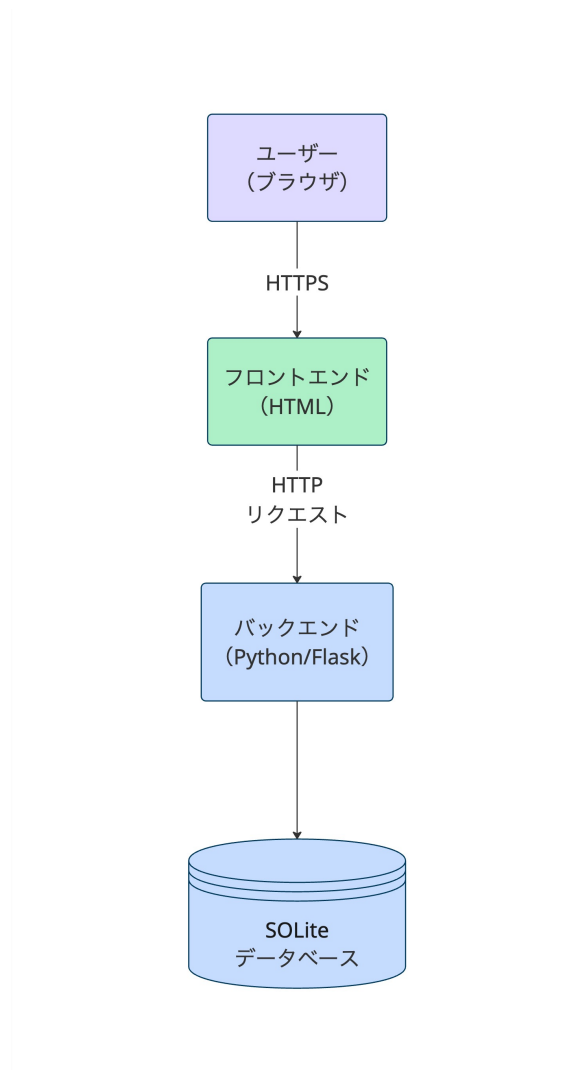 ユーザー
（ブラウザ）
HTTPS
フロントエンド
（HTML）
HTTP
リクエスト
バックエンド
（Python/Flask）
SOLite
データベース